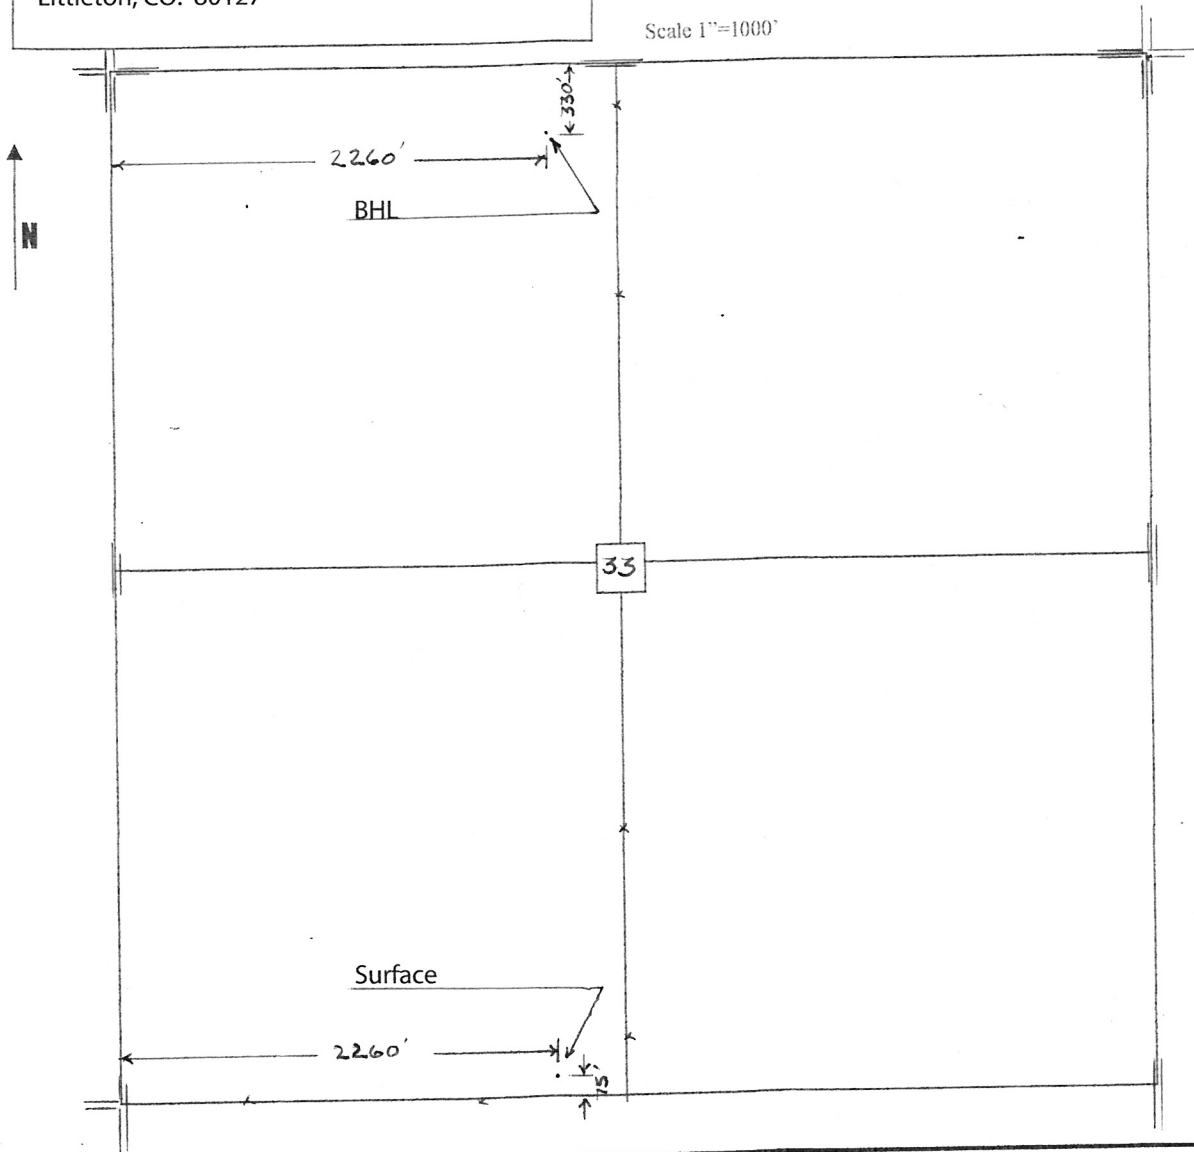 Littleton, CO. 80127
Scale 1"=1000'
330'
2260'
BHL
N
33
Surface
2260'
75'